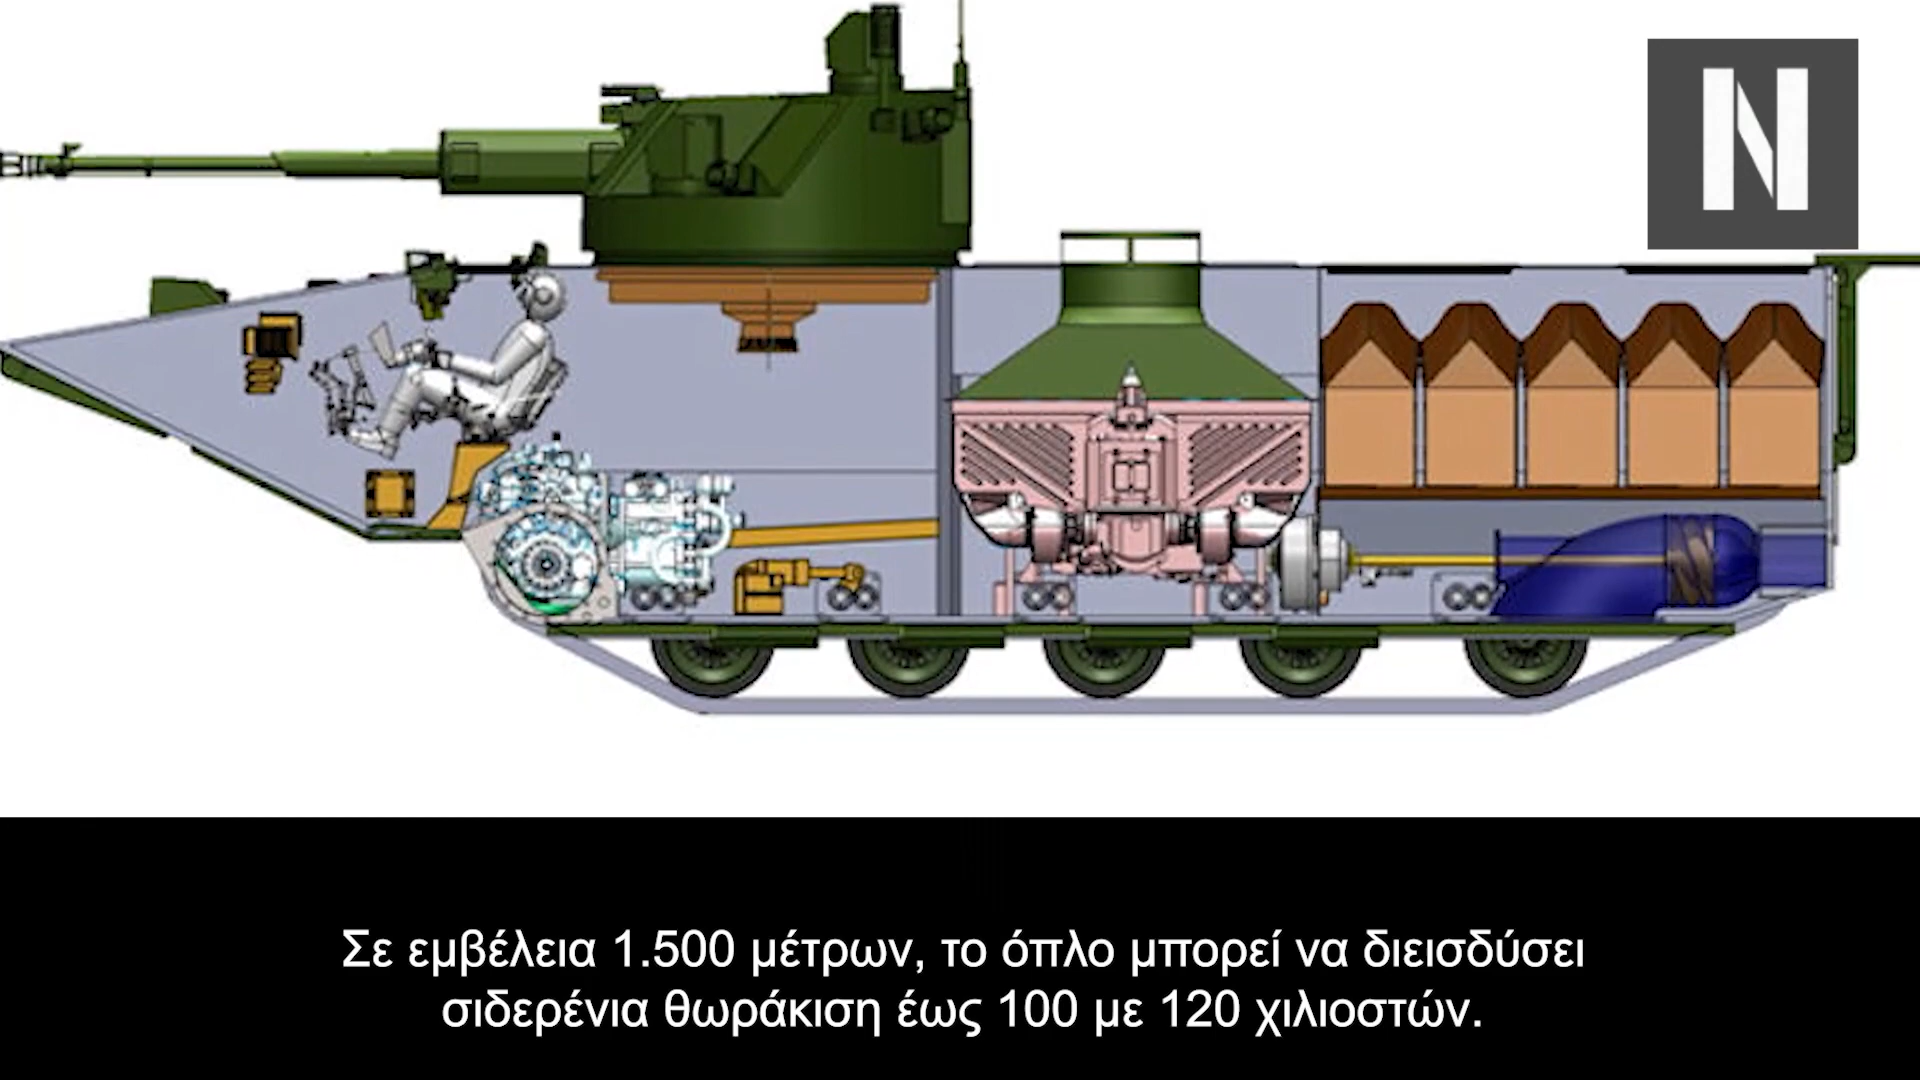 N
Σε εμβέλεια 1.500 μέτρων, το όπλο μπορεί να διεισδύσει
σιδερένια θωράκιση έως 100 με 120 χιλιοστών.